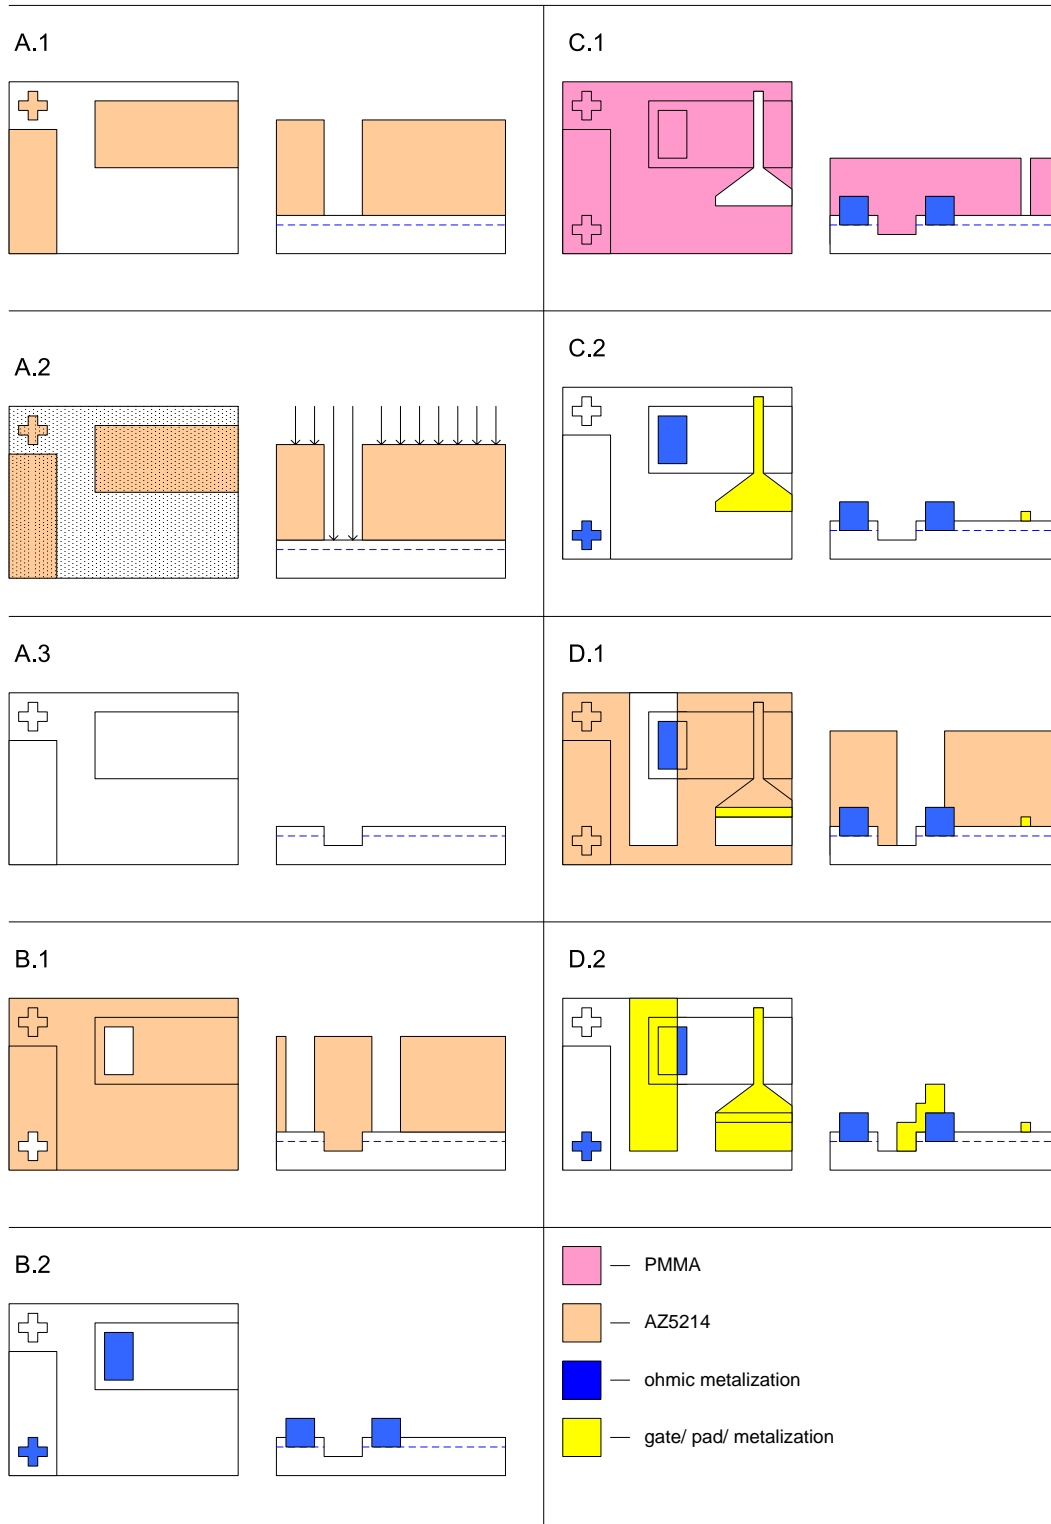 A.1
A.2
A.3
B.1
B.2
C.1
C.2
D.1
D.2
PMMA
AZ5214
ohmic metalization
gate/ pad/ metalization